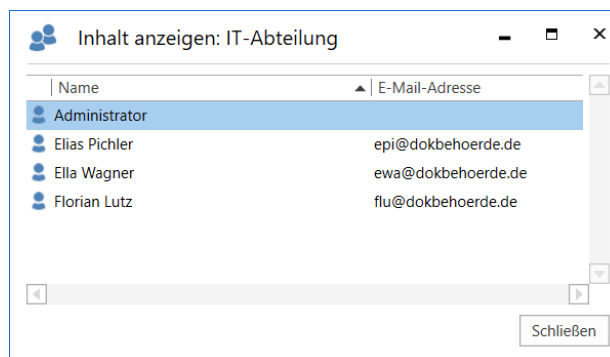 Inhalt anzeigen: IT-Abteilung
Name E-Mail-Adresse
Administrator
Elias Pichler epi@dokbehoerde.de
Ella Wagner ewa@dokbehoerde.de
Florian Lutz flu@dokbehoerde.de
Schließen